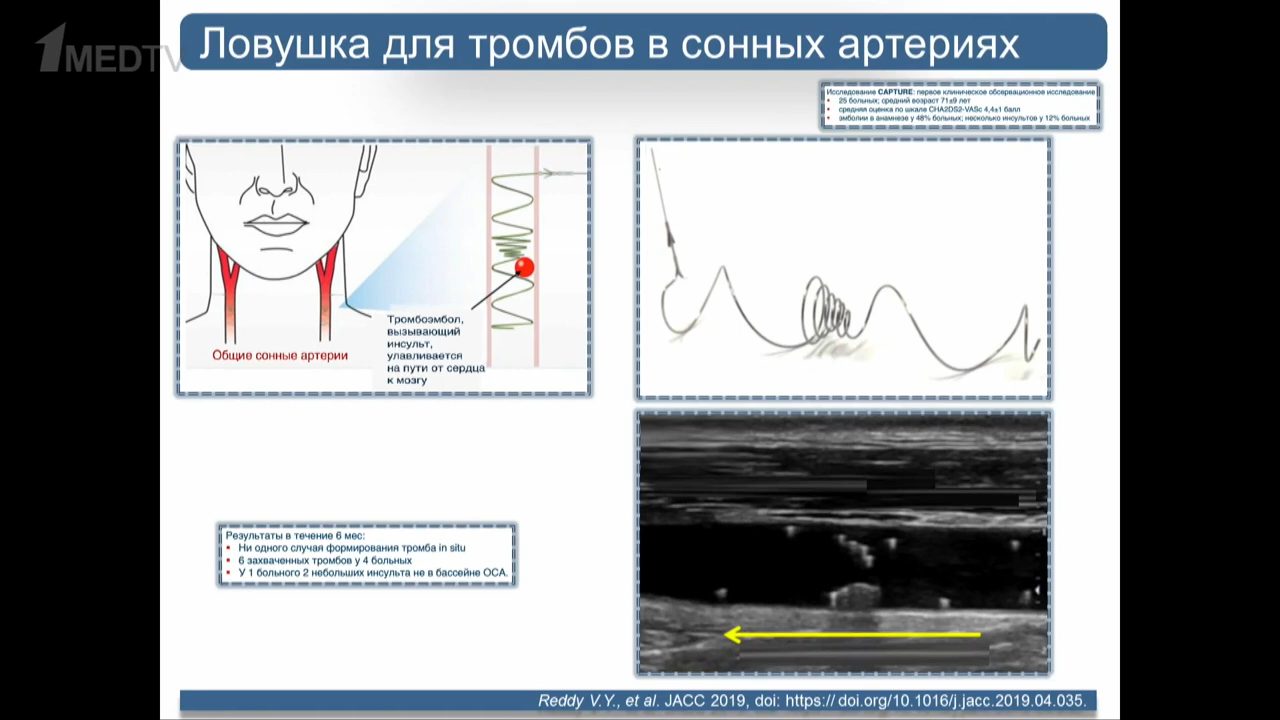 1MEDTV
Ловушка для тромбов в сонных артериях
Исследование CAPTURE: первое клиническое обсервационное исследование
• 25 больных; средний возраст 71±9 лет
• средняя оценка по шкале CHA2DS2-VASc 4,4±1 балл
• эмболии в анамнезе у 48% больных; несколько инсультов у 12% больных
Тромбоэмбол,
вызывающий
инсульт,
улавливается
на пути от сердца
к мозгу
Общие сонные артерии
Результаты в течение 6 мес:
• Ни одного случая формирования тромба in situ
• 6 захваченных тромбов у 4 больных
• У 1 больного 2 небольших инсульта не в бассейне ОСА.
Reddy V.Y., et al. JACC 2019, doi: https://doi.org/10.1016/j.jacc.2019.04.035.